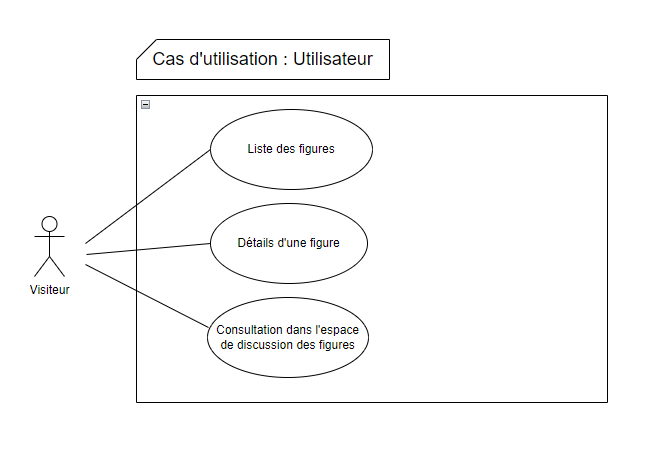 Cas d'utilisation : Utilisateur
Liste des figures
Détails d'une figure
Visiteur
Consultation dans l'espace
de discussion des figures